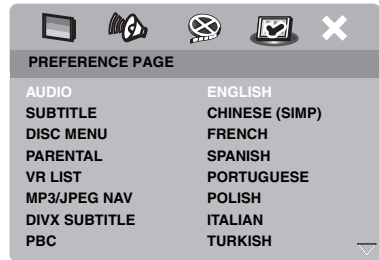 PREFERENCE PAGE
AUDIO ENGLISH
SUBTITLE CHINESE (SIMP)
DISC MENU FRENCH
PARENTAL SPANISH
VR LIST PORTUGUESE
MP3/JPEG NAV POLISH
DIVX SUBTITLE ITALIAN
PBC TURKISH